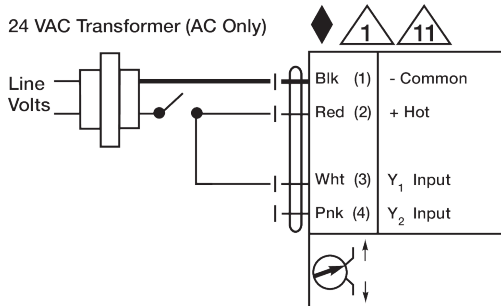 24 VAC Transformer (AC Only)
1
11
Line
Volts
Blk (1) - Common
Red (2) + Hot
Wht (3) Y1 Input
Pnk (4) Y2 Input